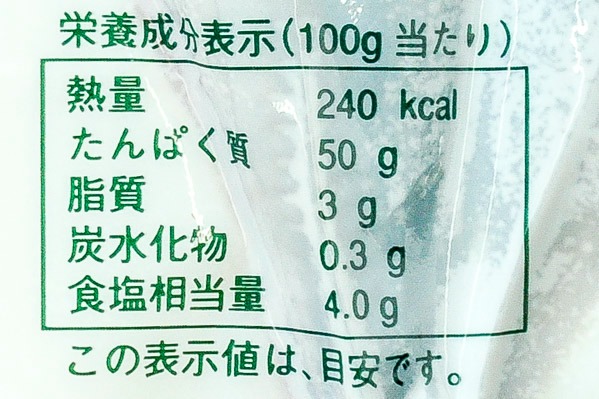 栄養成分表示(100g 当たり)
熱量 240 kcal
たんぱく質 50 g
脂質 3 g
炭水化物 0.3 g
食塩相当量 4.0 g
この表示値は、目安です。